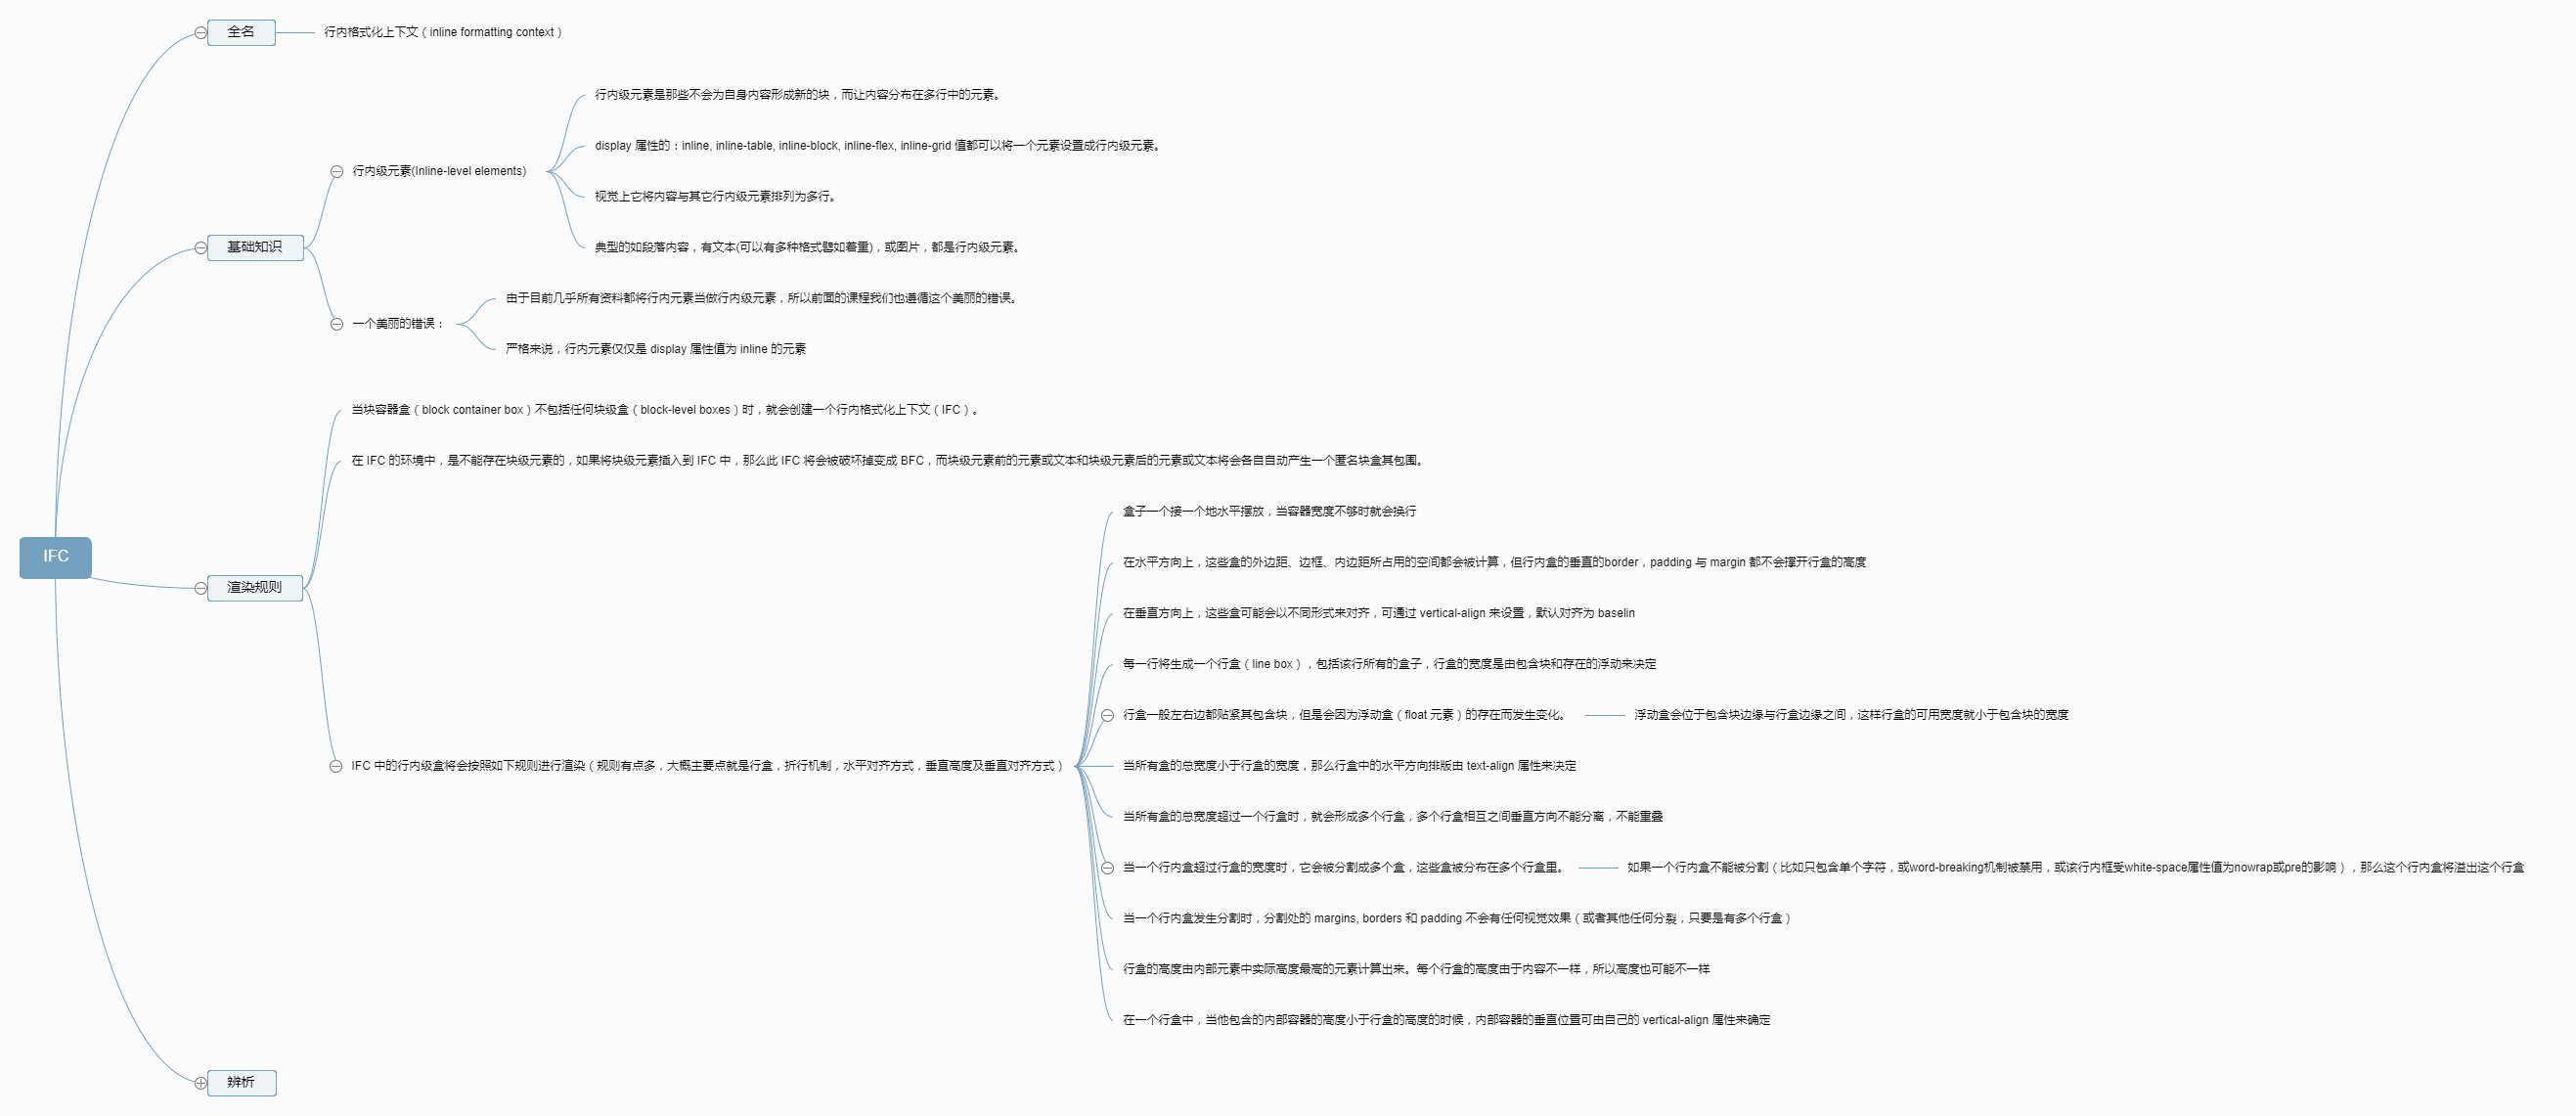 IFC
全名
行内格式化上下文（inline formatting context）
基础知识
行内级元素(Inline-level elements)
行内级元素是那些不会为自身内容形成新的块，而让内容分布在多行中的元素。
display 属性的：inline, inline-table, inline-block, inline-flex, inline-grid 值都可以将一个元素设置成行内级元素。
视觉上它将内容与其它行内级元素排列为多行。
典型的如段落内容，有文本(可以有多种格式譬如着重)，或图片，都是行内级元素。
一个美丽的错误：
由于目前几乎所有资料都将行内元素当做行内级元素，所以前面的课程我们也遵循这个美丽的错误。
严格来说，行内元素仅仅是 display 属性值为 inline 的元素
渲染规则
当块容器盒（block container box）不包括任何块级盒（block-level boxes）时，就会创建一个行内格式化上下文（IFC）。
在 IFC 的环境中，是不能存在块级元素的，如果将块级元素插入到 IFC 中，那么此 IFC 将会被破坏掉变成 BFC，而块级元素前的元素或文本和块级元素后的元素或文本将会各自自动产生一个匿名块盒其包围。
IFC 中的行内级盒将会按照如下规则进行渲染（规则有点多，大概主要点就是行盒，折行机制，水平对齐方式，垂直高度及垂直对齐方式）
盒子一个接一个地水平摆放，当容器宽度不够时就会换行
在水平方向上，这些盒的外边距、边框、内边距所占用的空间都会被计算，但行内盒的垂直的border，padding 与 margin 都不会撑开行盒的高度
在垂直方向上，这些盒可能会以不同形式来对齐，可通过 vertical-align 来设置，默认对齐为 baselin
每一行将生成一个行盒（line box），包括该行所有的盒子，行盒的宽度是由包含块和存在的浮动来决定
行盒一般左右边都贴紧其包含块，但是会因为浮动盒（float 元素）的存在而发生变化。
浮动盒会位于包含块边缘与行盒边缘之间，这样行盒的可用宽度就小于包含块的宽度
当所有盒的总宽度小于行盒的宽度，那么行盒中的水平方向排版由 text-align 属性来决定
当所有盒的总宽度超过一个行盒时，就会形成多个行盒，多个行盒相互之间垂直方向不能分离，不能重叠
当一个行内盒超过行盒的宽度时，它会被分割成多个盒，这些盒被分布在多个行盒里。
如果一个行内盒不能被分割（比如只包含单个字符，或word-breaking机制被禁用，或该行内框受white-space属性值为nowrap或pre的影响），那么这个行内盒将溢出这个行盒
当一个行内盒发生分割时，分割处的 margins, borders 和 padding 不会有任何视觉效果（或者其他任何分裂，只要是有多个行盒）
行盒的高度由内部元素中实际高度最高的元素计算出来。每个行盒的高度由于内容不一样，所以高度也可能不一样
在一个行盒中，当他包含的内部容器的高度小于行盒的高度的时候，内部容器的垂直位置可由自己的 vertical-align 属性来确定
辨析